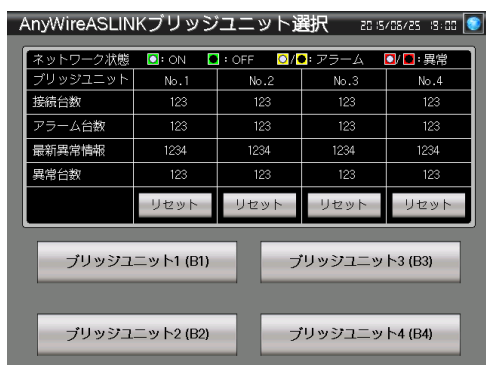 AnyWireASLINKブリッジユニット選択 2015/06/25 19:00
ネットワーク状態 : ON : OFF / : アラーム / : 異常
ブリッジユニット No.1 No.2 No.3 No.4
接続台数 123 123 123 123
アラーム台数 123 123 123 123
最新異常情報 1234 1234 1234 1234
異常台数 123 123 123 123
リセット リセット リセット リセット
ブリッジユニット1 (B1) ブリッジユニット3 (B3)
ブリッジユニット2 (B2) ブリッジユニット4 (B4)